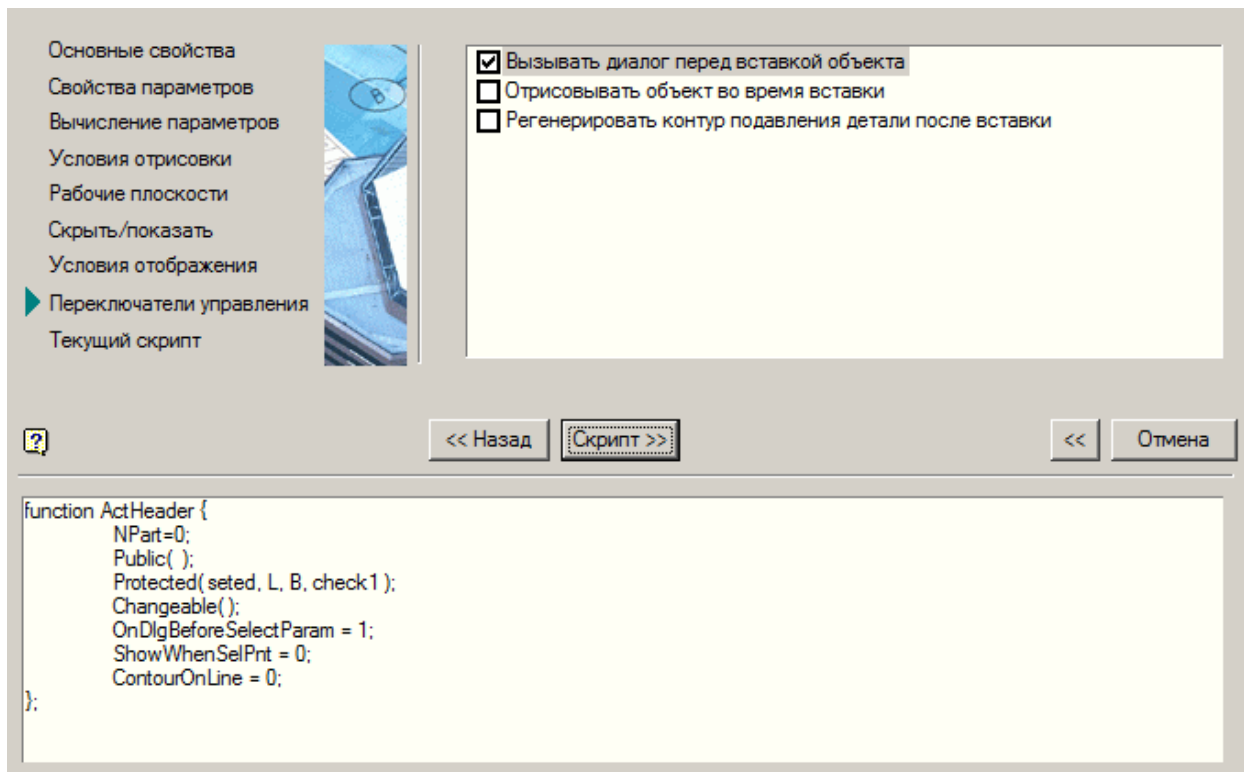 Основные свойства
Свойства параметров
Вычисление параметров
Условия отрисовки
Рабочие плоскости
Скрыть/показать
Условия отображения
Переключатели управления
Текущий скрипт
B
Вызывать диалог перед вставкой объекта
Отрисовывать объект во время вставки
Регенерировать контур подавления детали после вставки
?
<< Назад
Скрипт >>
<<
Отмена
function ActHeader {
NPart=0;
Public( );
Protected( seted, L, B, check1 );
Changeable( );
OnDlgBeforeSelectParam = 1;
ShowWhenSelPnt = 0;
ContourOnLine = 0;
};